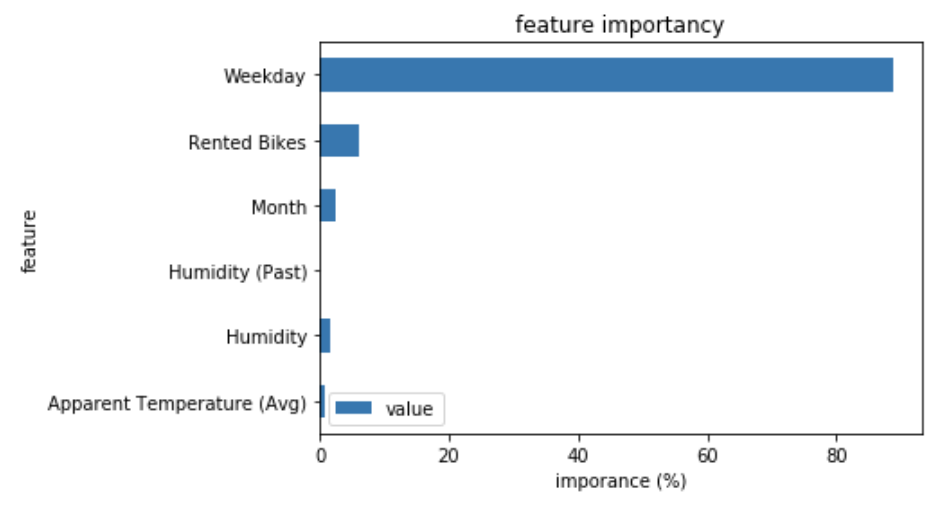 feature importancy
Weekday
Rented Bikes
Month
Humidity (Past)
Humidity
Apparent Temperature (Avg)
feature
value
0 20 40 60 80
imporance (%)